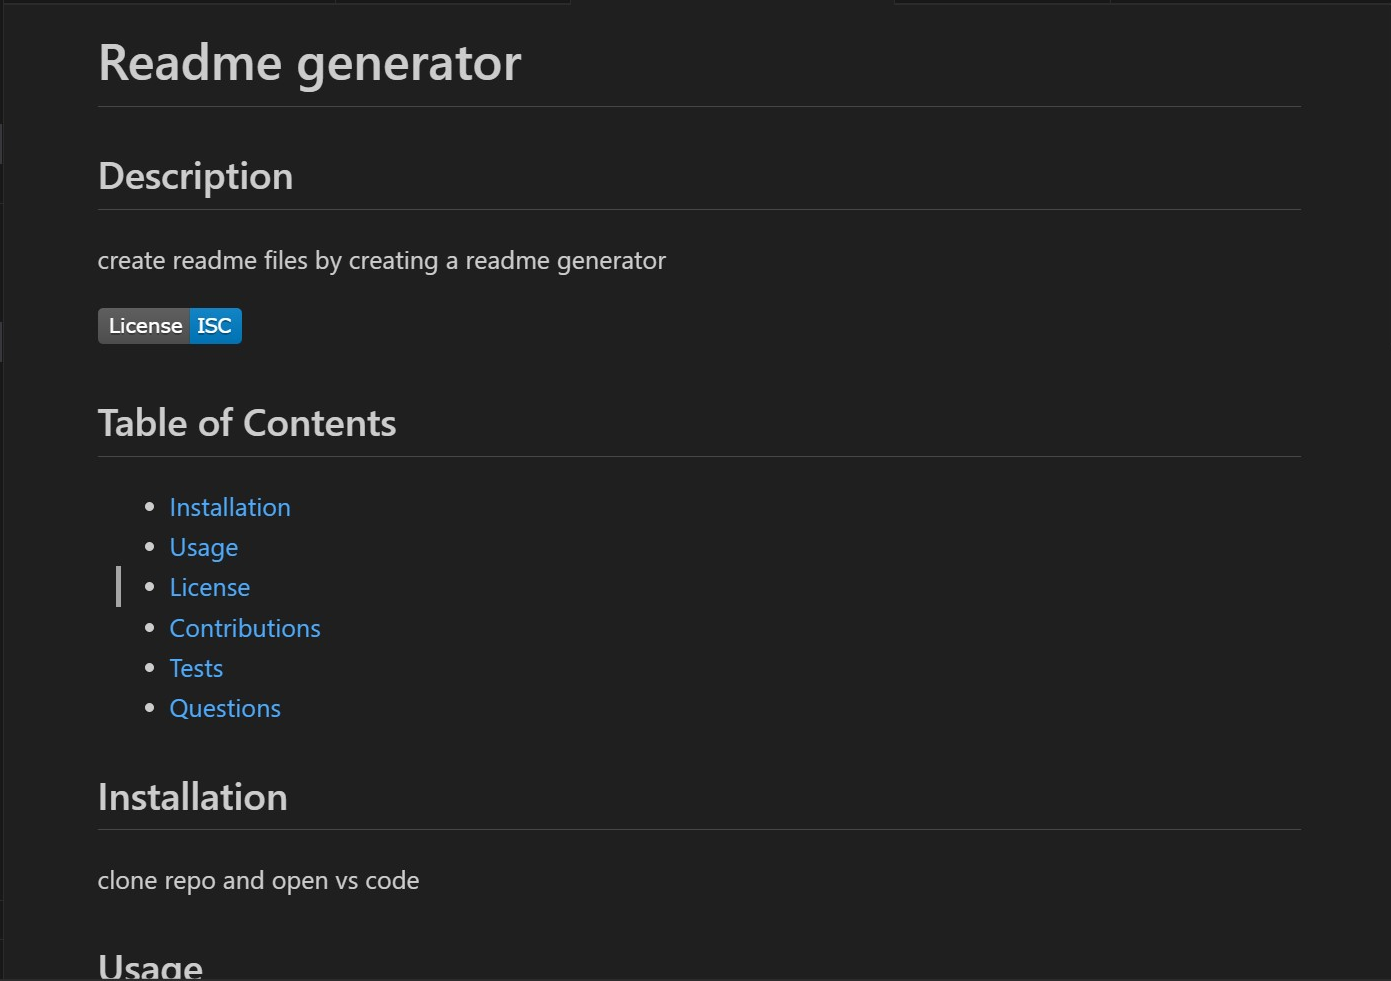 Readme generator
Description
create readme files by creating a readme generator
License ISC
Table of Contents
Installation
Usage
License
Contributions
Tests
Questions
Installation
clone repo and open vs code
Usage